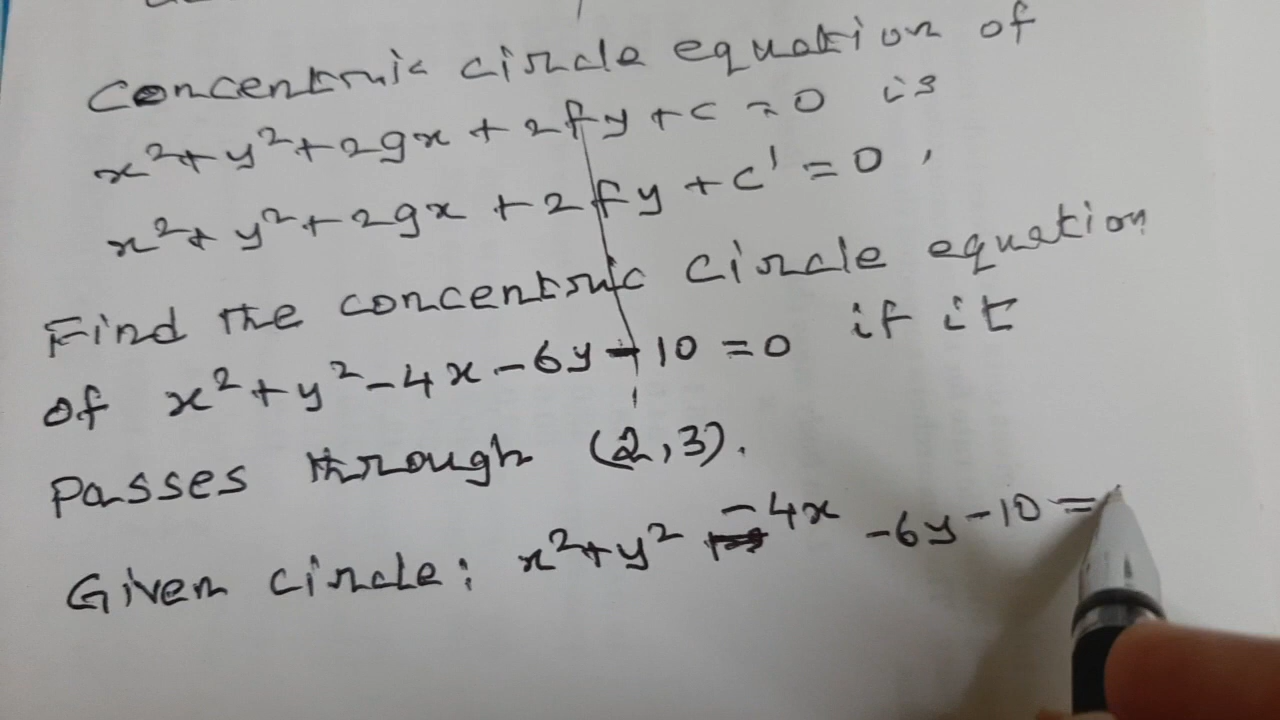 Concentric circle equation of
x²+y²+2gx+2fy+c=0 is
x²+y²+2gx+2fy+c'=0,
Find the concentric circle equation
of x²+y²-4x-6y-10=0 if it
passes through (2,3).
Given circle: x²+y² -4x -6y-10=